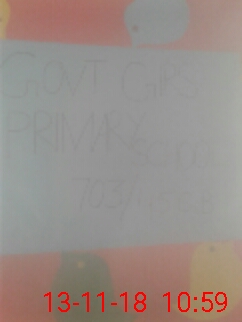 GOVT GIRLS
PRIMARY
SCHOOL
13-11-18 10:59